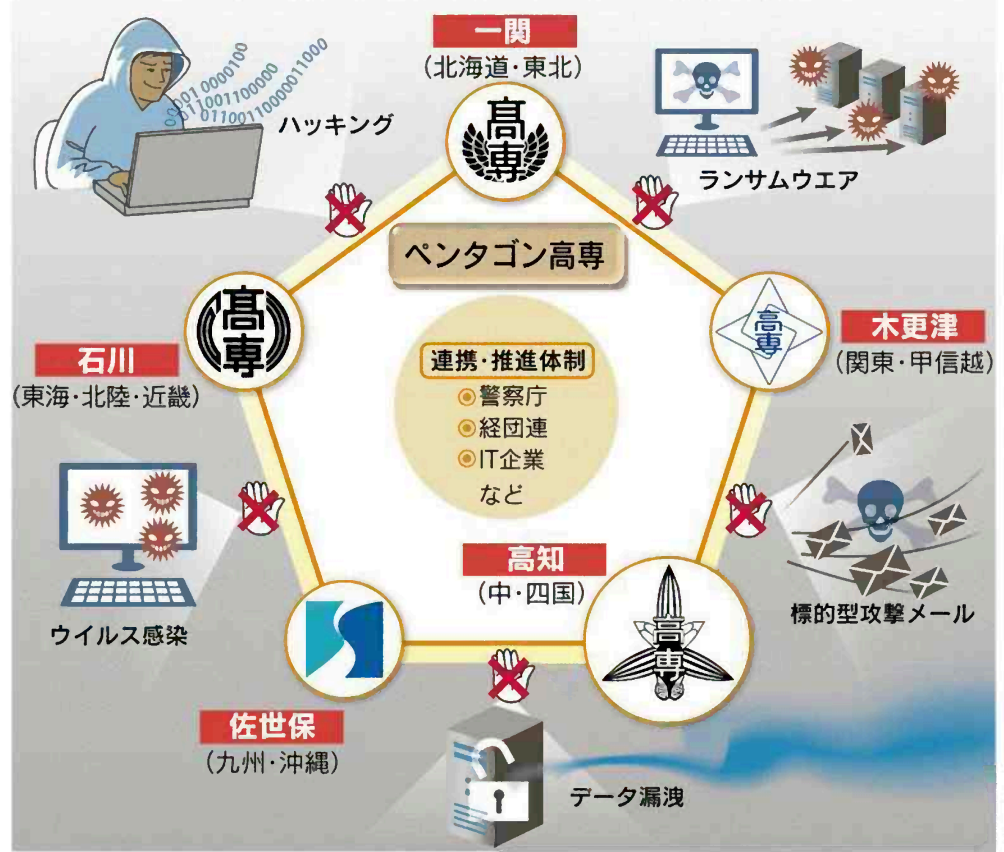 一関
(北海道・東北)
ハッキング
高専
ランサムウエア
ペンタゴン高専
髙専
石川
(東海・北陸・近畿)
高専
木更津
(関東・甲信越)
連携・推進体制
◉警察庁
◉経団連
◉IT企業
など
ウイルス感染
高知
(中・四国)
高専
標的型攻撃メール
佐世保
(九州・沖縄)
データ漏洩